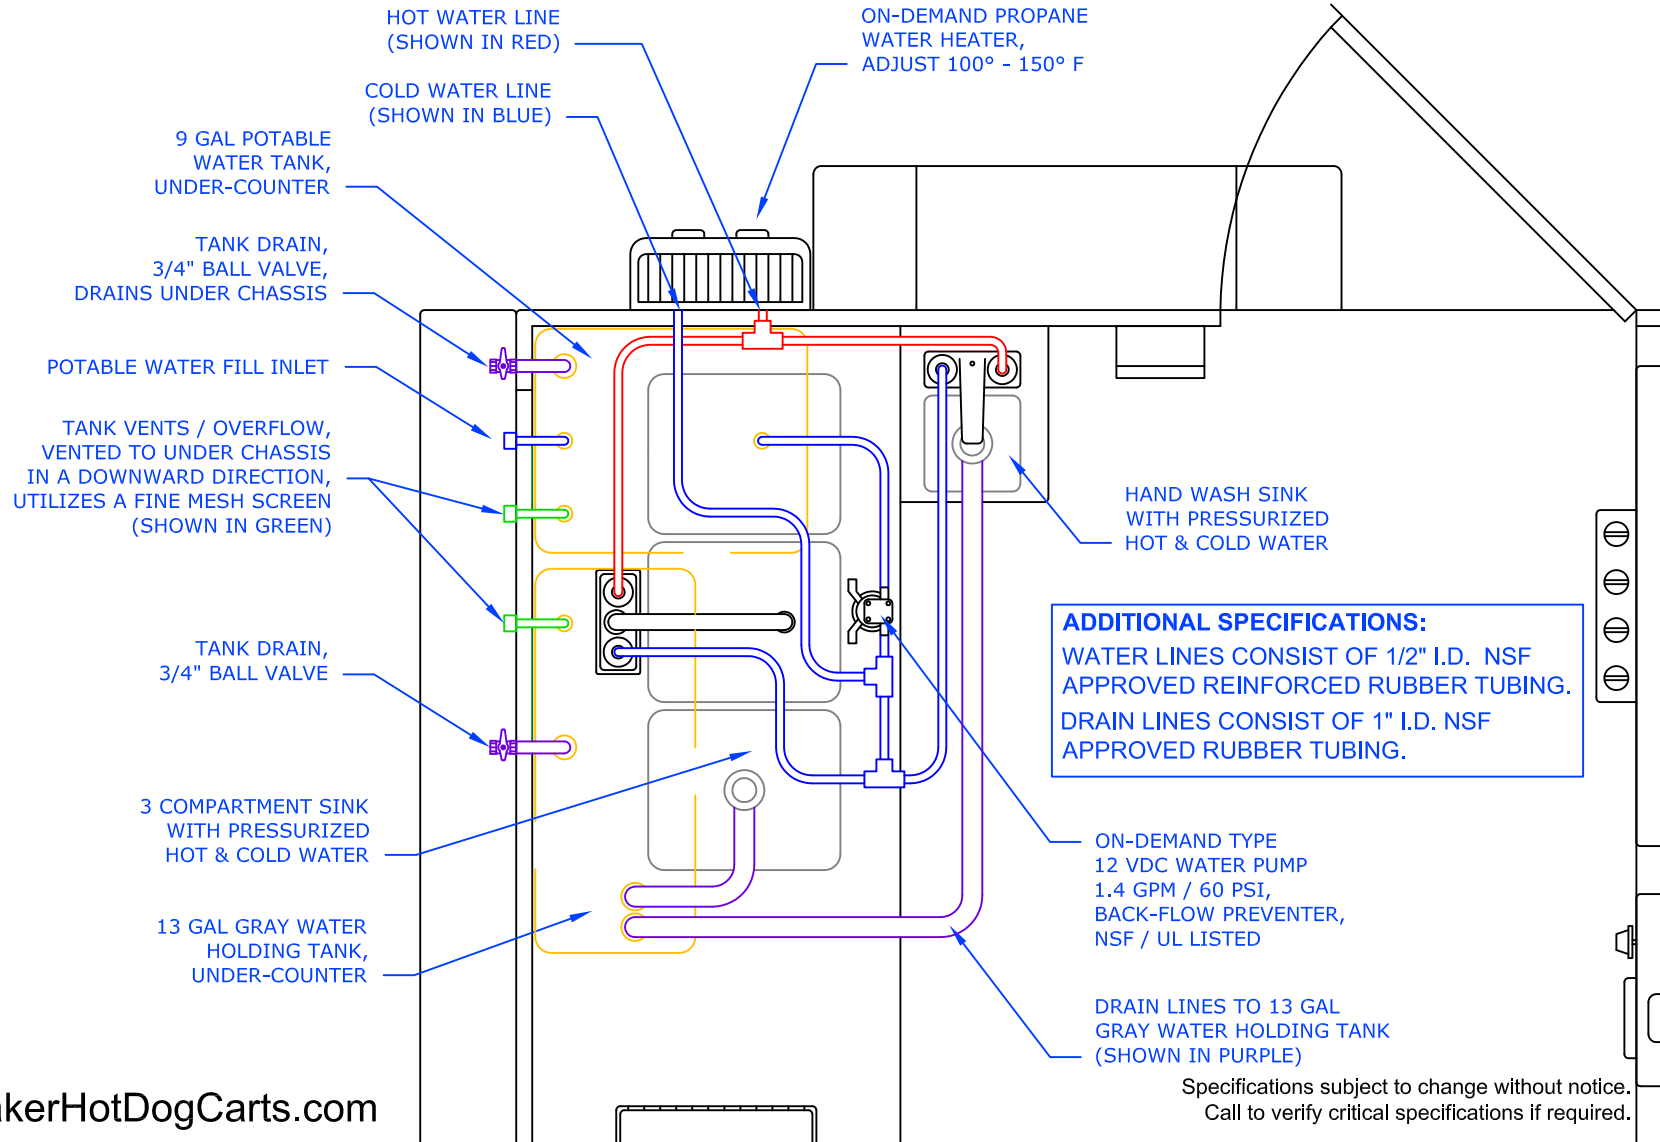 HOT WATER LINE
(SHOWN IN RED)
ON-DEMAND PROPANE
WATER HEATER,
ADJUST 100° - 150° F
COLD WATER LINE
(SHOWN IN BLUE)
9 GAL POTABLE
WATER TANK,
UNDER-COUNTER
TANK DRAIN,
3/4" BALL VALVE,
DRAINS UNDER CHASSIS
POTABLE WATER FILL INLET
TANK VENTS / OVERFLOW,
VENTED TO UNDER CHASSIS
IN A DOWNWARD DIRECTION,
UTILIZES A FINE MESH SCREEN
(SHOWN IN GREEN)
HAND WASH SINK
WITH PRESSURIZED
HOT & COLD WATER
ADDITIONAL SPECIFICATIONS:
WATER LINES CONSIST OF 1/2" I.D. NSF
APPROVED REINFORCED RUBBER TUBING.
DRAIN LINES CONSIST OF 1" I.D. NSF
APPROVED RUBBER TUBING.
TANK DRAIN,
3/4" BALL VALVE
3 COMPARTMENT SINK
WITH PRESSURIZED
HOT & COLD WATER
ON-DEMAND TYPE
12 VDC WATER PUMP
1.4 GPM / 60 PSI,
BACK-FLOW PREVENTER,
NSF / UL LISTED
13 GAL GRAY WATER
HOLDING TANK,
UNDER-COUNTER
DRAIN LINES TO 13 GAL
GRAY WATER HOLDING TANK
(SHOWN IN PURPLE)
akerHotDogCarts.com
Specifications subject to change without notice.
Call to verify critical specifications if required.